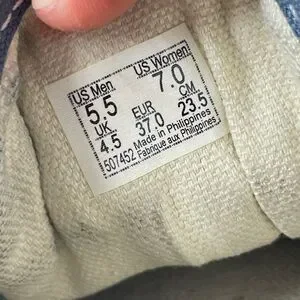 US Men US Women
5.5 7.0
UK EUR CM
4.5 37.0 23.5
507452 Made in Philippines
Fabrique aux Philippines